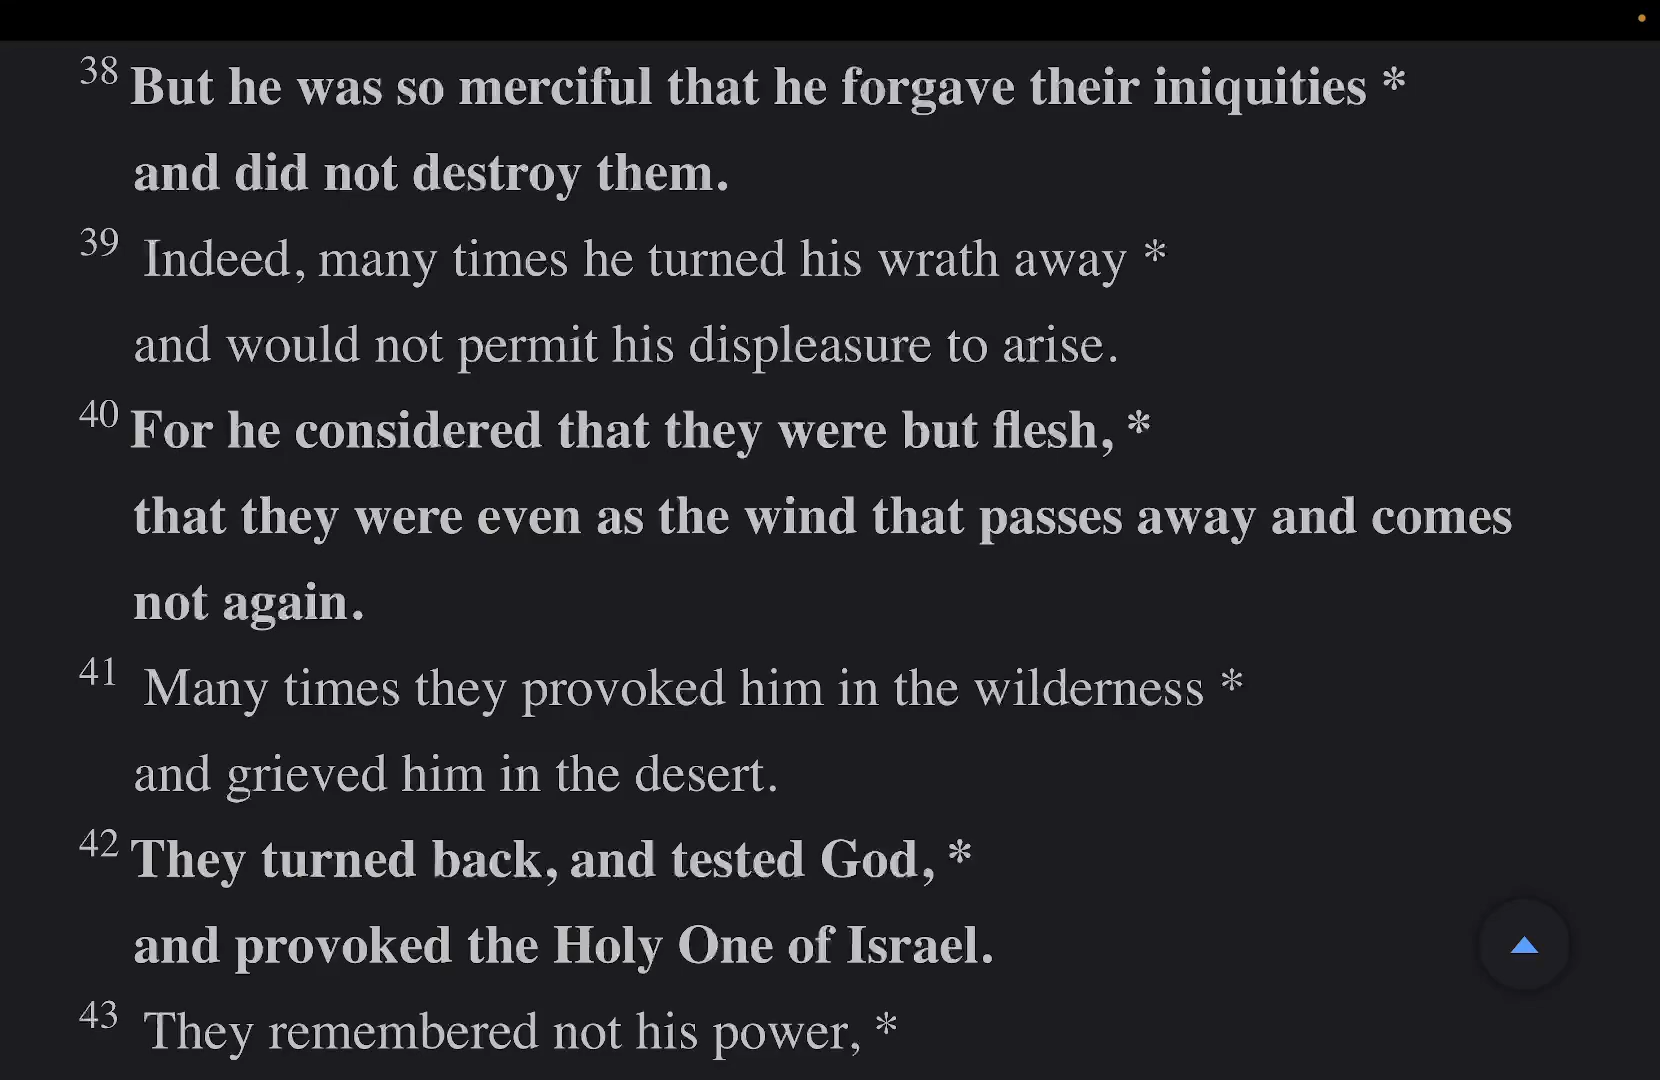 38 But he was so merciful that he forgave their iniquities *
and did not destroy them.
39 Indeed, many times he turned his wrath away *
and would not permit his displeasure to arise.
40 For he considered that they were but flesh, *
that they were even as the wind that passes away and comes
not again.
41 Many times they provoked him in the wilderness *
and grieved him in the desert.
42 They turned back, and tested God, *
and provoked the Holy One of Israel.
43 They remembered not his power, *